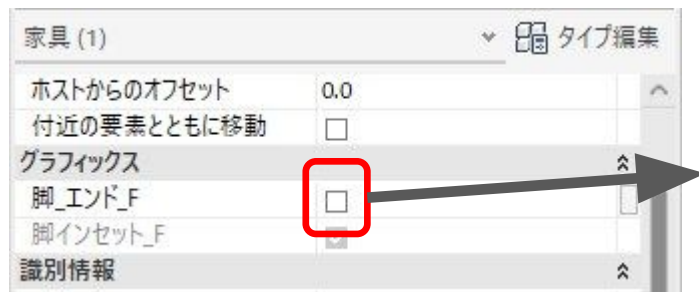 家具 (1) タイプ編集
ホストからのオフセット 0.0
付近の要素とともに移動
グラフィックス
脚_エンド_F
脚インセット_F
識別情報